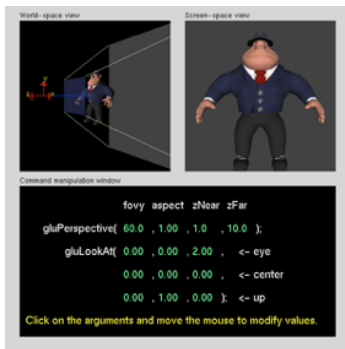 World-space view
Screen-space view
Command manipulation window
fovy aspect zNear zFar
gluPerspective( 60.0 , 1.00 , 1.0 , 10.0 );
gluLookAt( 0.00 , 0.00 , 2.00 , <- eye
0.00 , 0.00 , 0.00 , <- center
0.00 , 1.00 , 0.00 ); <- up
Click on the arguments and move the mouse to modify values.